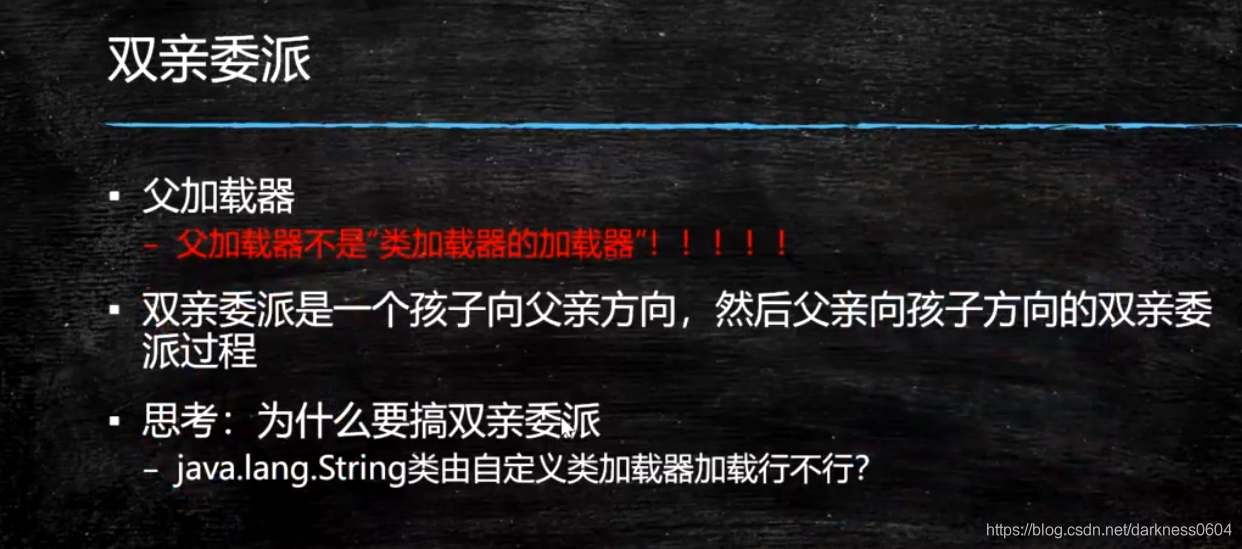 双亲委派
▪ 父加载器
– 父加载器不是"类加载器的加载器"！！！！！
▪ 双亲委派是一个孩子向父亲方向，然后父亲向孩子方向的双亲委
派过程
▪ 思考：为什么要搞双亲委派
– java.lang.String类由自定义类加载器加载行不行？
https://blog.csdn.net/darkness0604